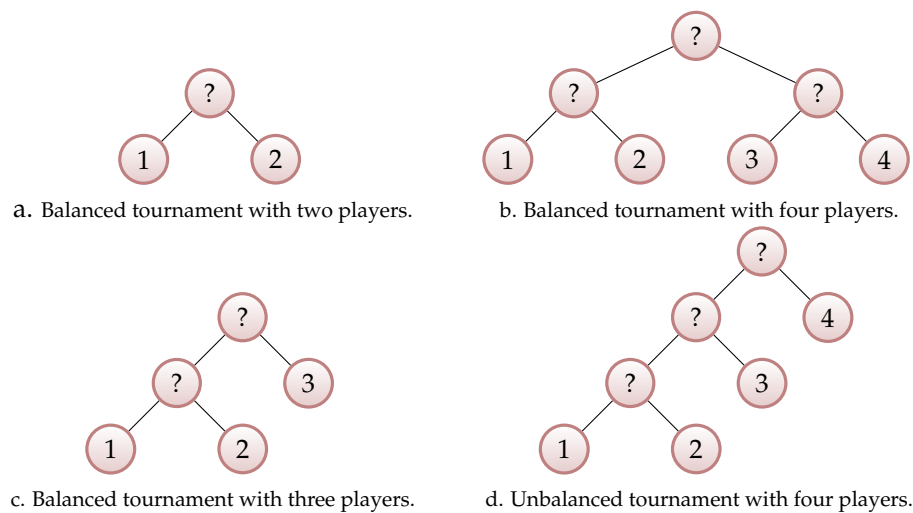 ?
?
1 2
a. Balanced tournament with two players.
? ?
1 2 3 4
b. Balanced tournament with four players.
?
? 3
1 2
c. Balanced tournament with three players.
?
? 4
? 3
1 2
d. Unbalanced tournament with four players.